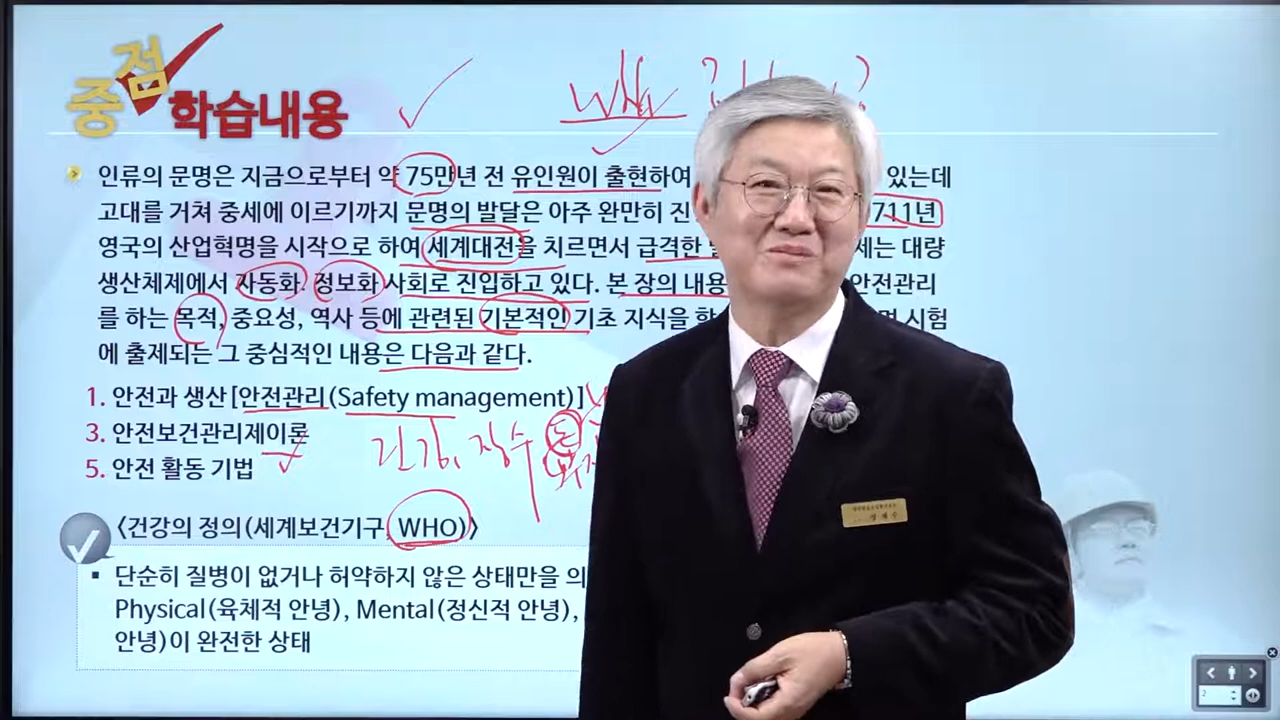 중점
학습내용
why
인류의 문명은 지금으로부터 약 75만년 전 유인원이 출현하여 있는데
고대를 거쳐 중세에 이르기까지 문명의 발달은 아주 완만히 711년
영국의 산업혁명을 시작으로 하여 세계대전을 치르면서 급격한 대량
생산체제에서 자동화, 정보화 사회로 진입하고 있다. 본 장의 내용 안전관리
를 하는 목적, 중요성, 역사 등에 관련된 기본적인 기초 지식을 시험
에 출제되는 그 중심적인 내용은 다음과 같다.
1. 안전과 생산 [안전관리(Safety management)]
3. 안전보건관리제이론
건강, 장수
5. 안전 활동 기법
〈건강의 정의(세계보건기구, WHO)〉
▪ 단순히 질병이 없거나 허약하지 않은 상태만을
Physical(육체적 안녕), Mental(정신적 안녕),
안녕)이 완전한 상태
2